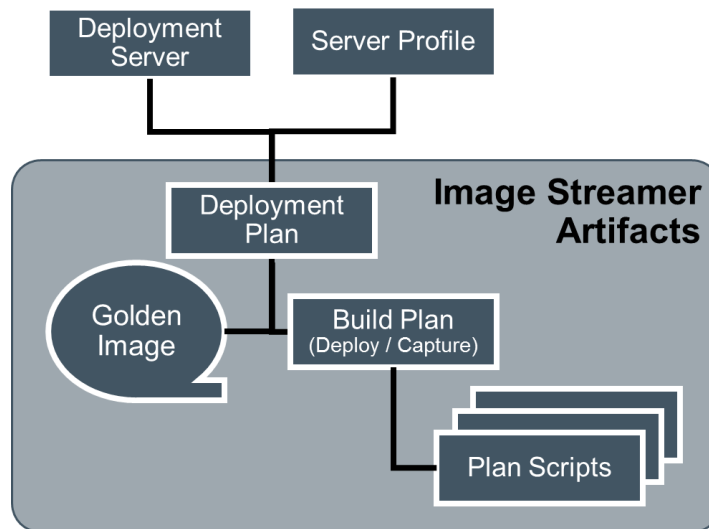 Deployment
Server
Server Profile
Image Streamer
Artifacts
Deployment
Plan
Golden
Image
Build Plan
(Deploy / Capture)
Plan Scripts